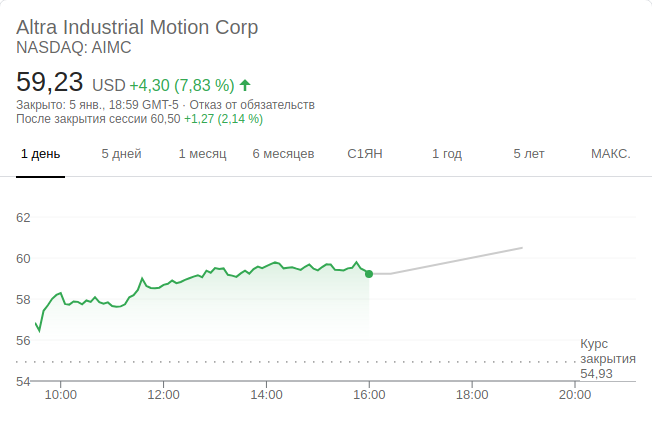 Altra Industrial Motion Corp
NASDAQ: AIMC
59,23 USD +4,30 (7,83 %)
Закрыто: 5 янв., 18:59 GMT-5 · Отказ от обязательств
После закрытия сессии 60,50 +1,27 (2,14 %)
1 день 5 дней 1 месяц 6 месяцев С1ЯН 1 год 5 лет МАКС.
62
60
58
56
54
Курс
закрытия
54,93
10:00 12:00 14:00 16:00 18:00 20:00